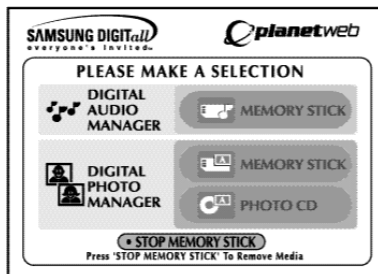 SAMSUNG DIGITall
everyone's invited™
planetweb
PLEASE MAKE A SELECTION
DIGITAL
AUDIO
MANAGER
MEMORY STICK
DIGITAL
PHOTO
MANAGER
A
MEMORY STICK
A
PHOTO CD
• STOP MEMORY STICK
Press 'STOP MEMORY STICK' To Remove Media